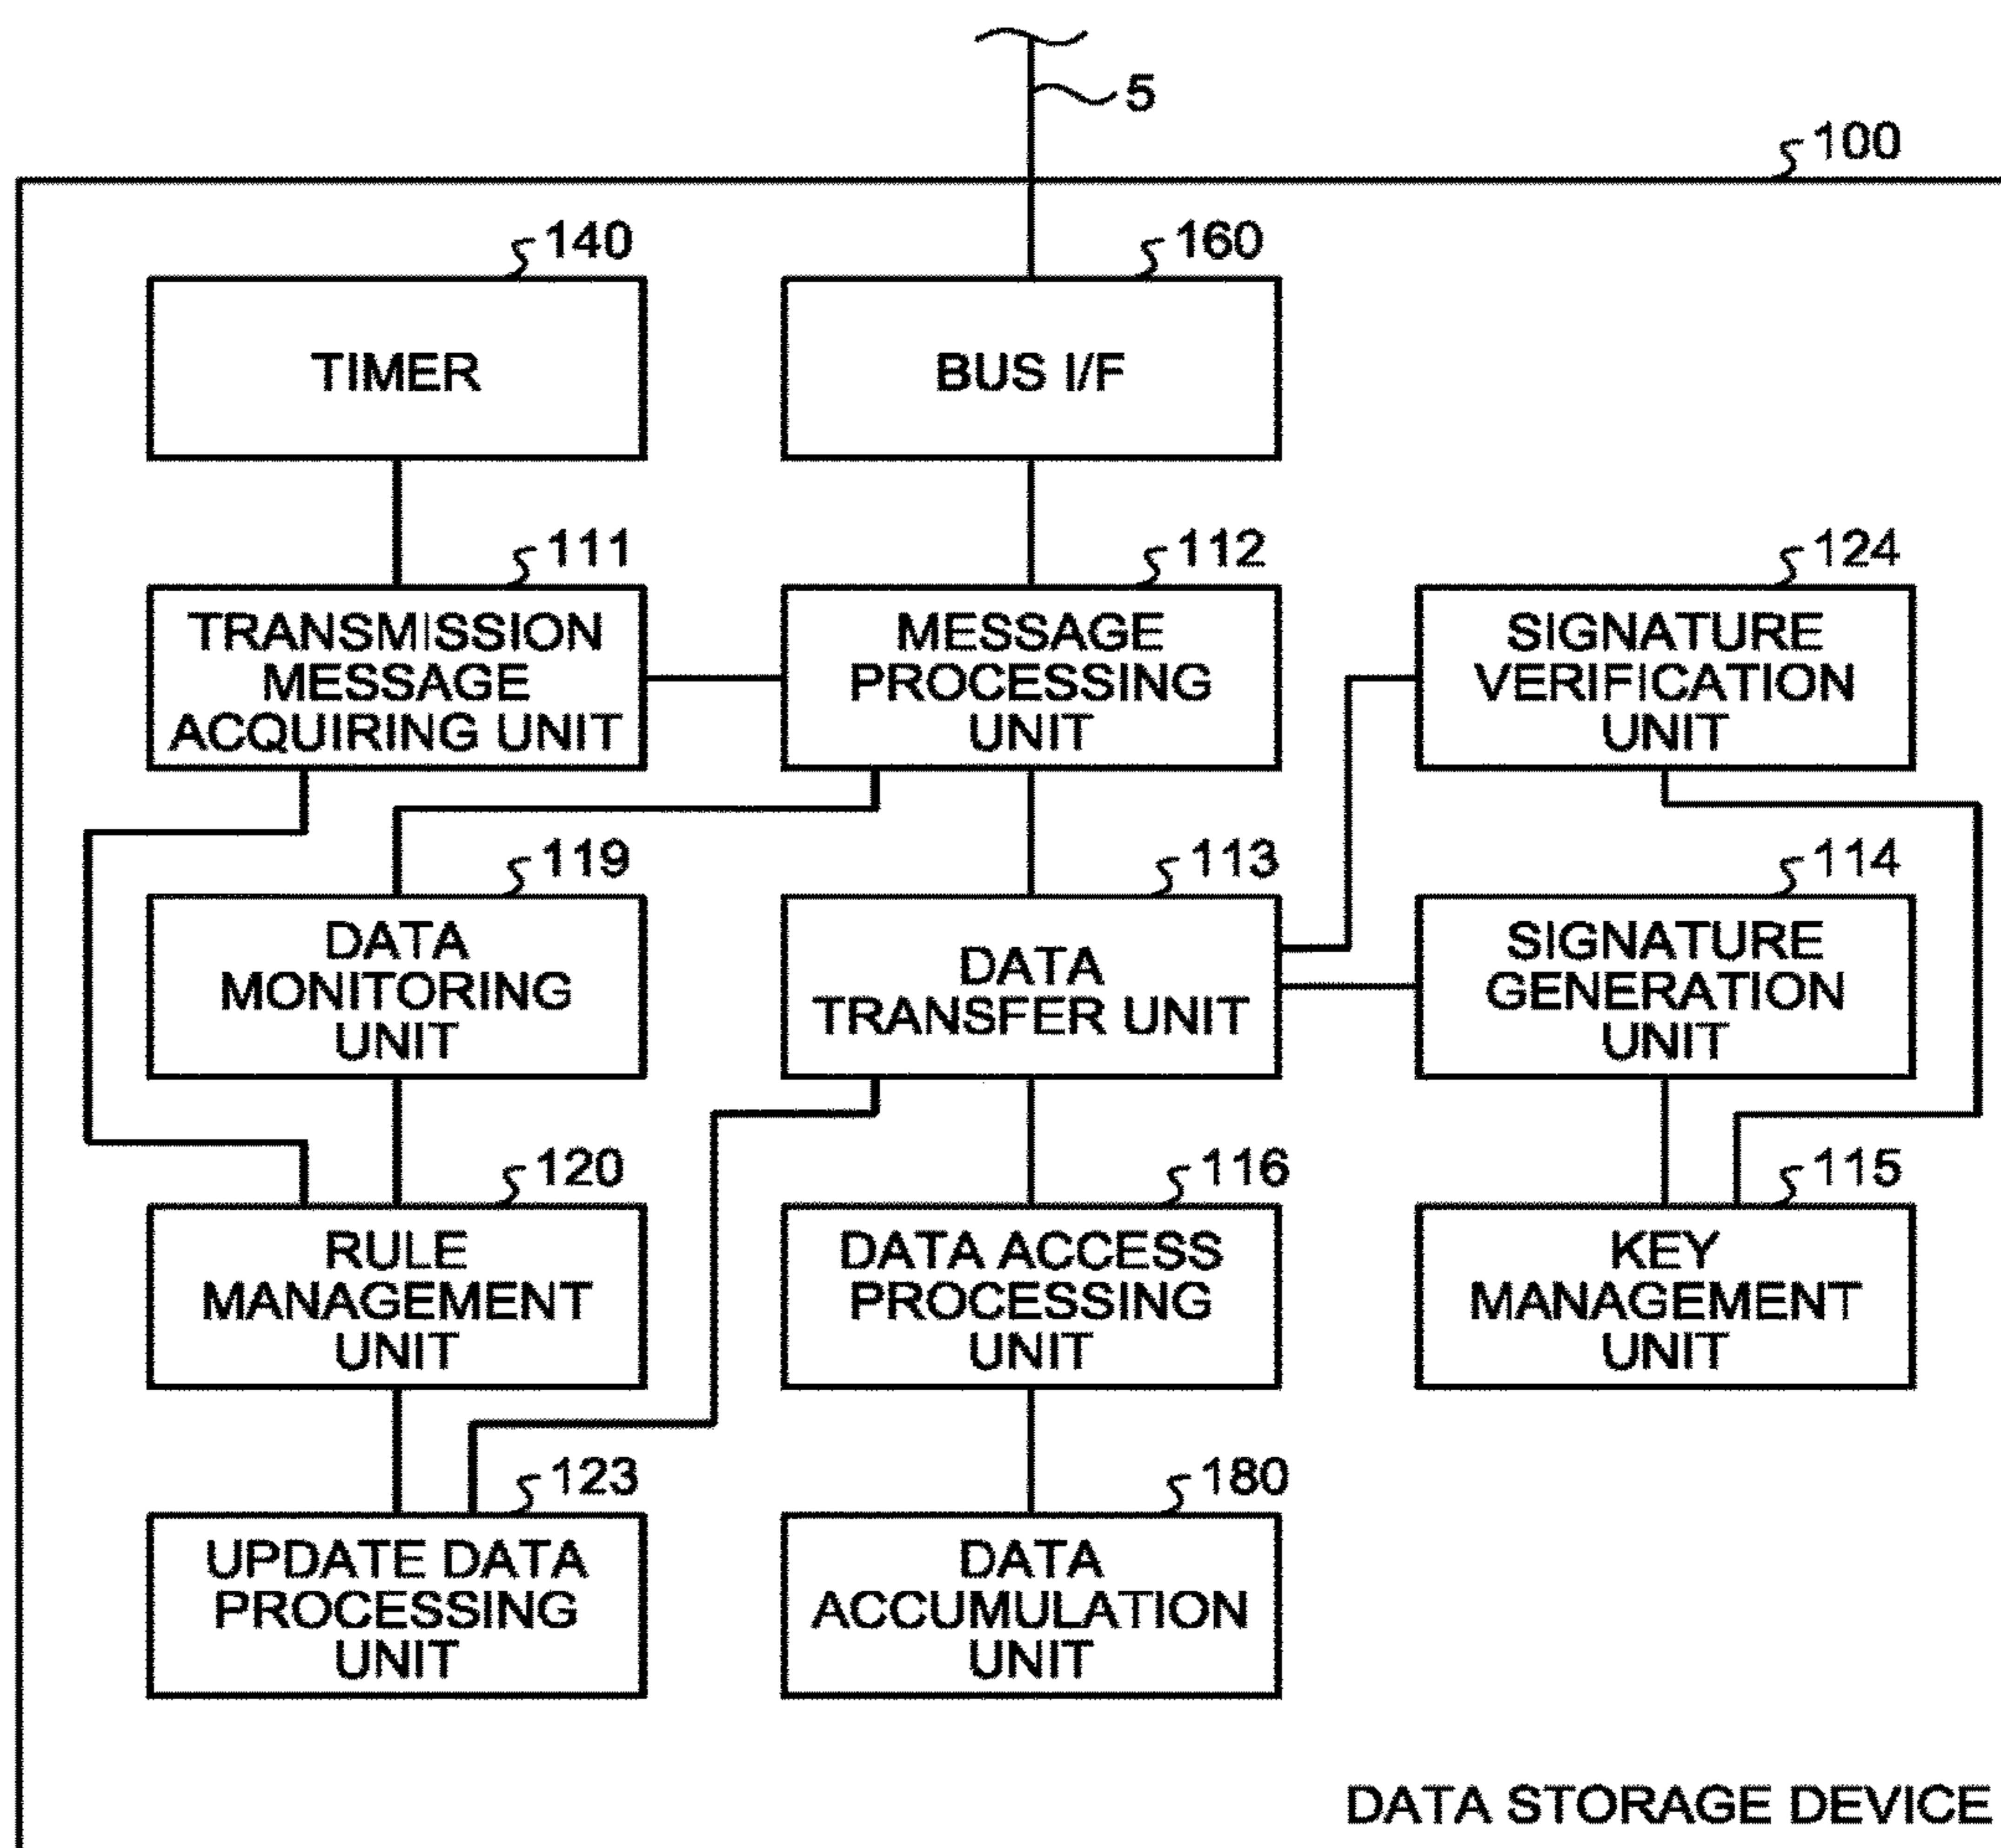 5
100
140
160
TIMER
BUS I/F
111
112
124
TRANSMISSION
MESSAGE
ACQUIRING UNIT
MESSAGE
PROCESSING
UNIT
SIGNATURE
VERIFICATION
UNIT
119
113
114
DATA
MONITORING
UNIT
DATA
TRANSFER UNIT
SIGNATURE
GENERATION
UNIT
120
116
115
RULE
MANAGEMENT
UNIT
DATA ACCESS
PROCESSING
UNIT
KEY
MANAGEMENT
UNIT
123
180
UPDATE DATA
PROCESSING
UNIT
DATA
ACCUMULATION
UNIT
DATA STORAGE DEVICE